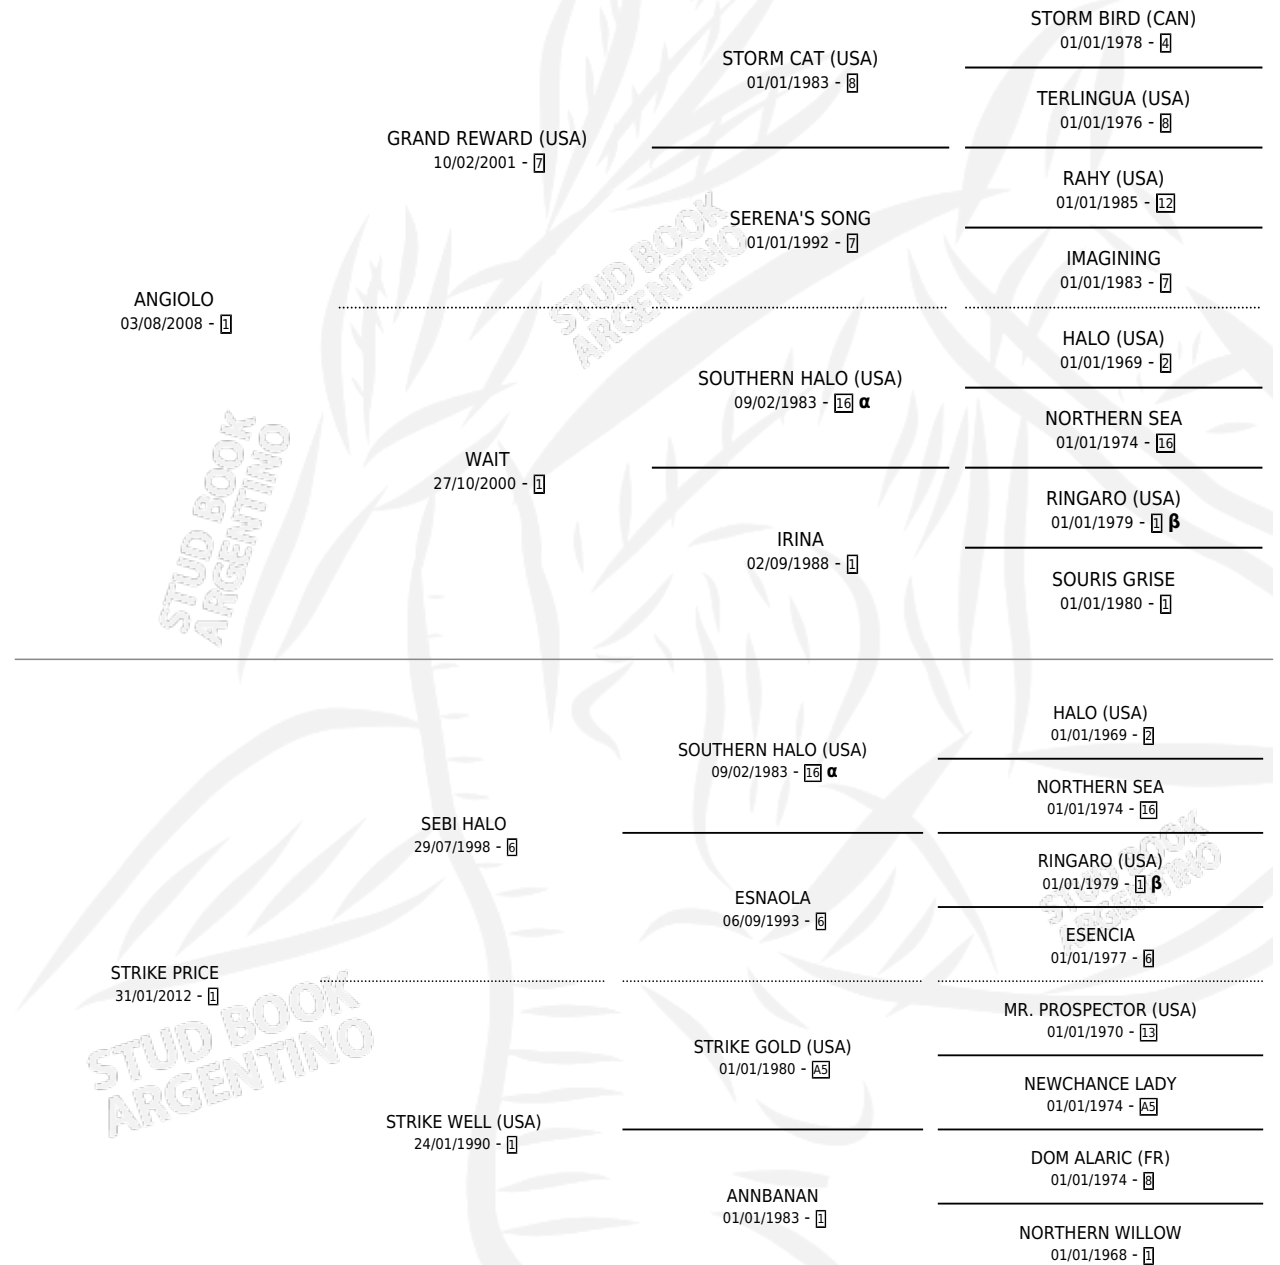 STORM BIRD (CAN)
01/01/1978 - 4
STORM CAT (USA)
01/01/1983 - 8
TERLINGUA (USA)
01/01/1976 - 8
GRAND REWARD (USA)
10/02/2001 - 7
RAHY (USA)
01/01/1985 - 12
SERENA'S SONG
01/01/1992 - 7
IMAGINING
01/01/1983 - 7
ANGIOLO
03/08/2008 - 1
HALO (USA)
01/01/1969 - 2
SOUTHERN HALO (USA)
09/02/1983 - 16 α
NORTHERN SEA
01/01/1974 - 16
WAIT
27/10/2000 - 1
RINGARO (USA)
01/01/1979 - 1 β
IRINA
02/09/1988 - 1
SOURIS GRISE
01/01/1980 - 1
STUD BOOK
ARGENTINO
STUD BOOK
ARGENTINO
HALO (USA)
01/01/1969 - 2
SOUTHERN HALO (USA)
09/02/1983 - 16 α
NORTHERN SEA
01/01/1974 - 16
SEBI HALO
29/07/1998 - 6
RINGARO (USA)
01/01/1979 - 1 β
ESNAOLA
06/09/1993 - 6
ESENCIA
01/01/1977 - 6
STRIKE PRICE
31/01/2012 - 1
MR. PROSPECTOR (USA)
01/01/1970 - 13
STRIKE GOLD (USA)
01/01/1980 - A5
NEWCHANCE LADY
01/01/1974 - A5
STRIKE WELL (USA)
24/01/1990 - 1
DOM ALARIC (FR)
01/01/1974 - 8
ANNBANAN
01/01/1983 - 1
NORTHERN WILLOW
01/01/1968 - 1
STUD BOOK
ARGENTINO
STUD BOOK
ARGENTINO